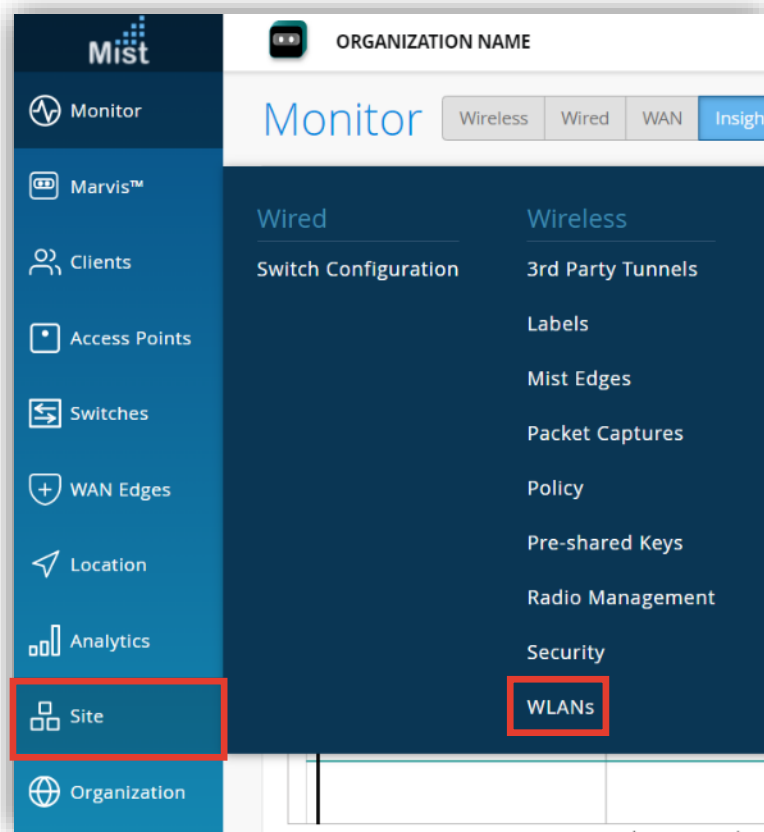 Mist
ORGANIZATION NAME
Monitor
Marvis™
Clients
Access Points
Switches
WAN Edges
Location
Analytics
Site
Organization
Monitor
Wireless
Wired
WAN
Insigh
Wired
Switch Configuration
Wireless
3rd Party Tunnels
Labels
Mist Edges
Packet Captures
Policy
Pre-shared Keys
Radio Management
Security
WLANs